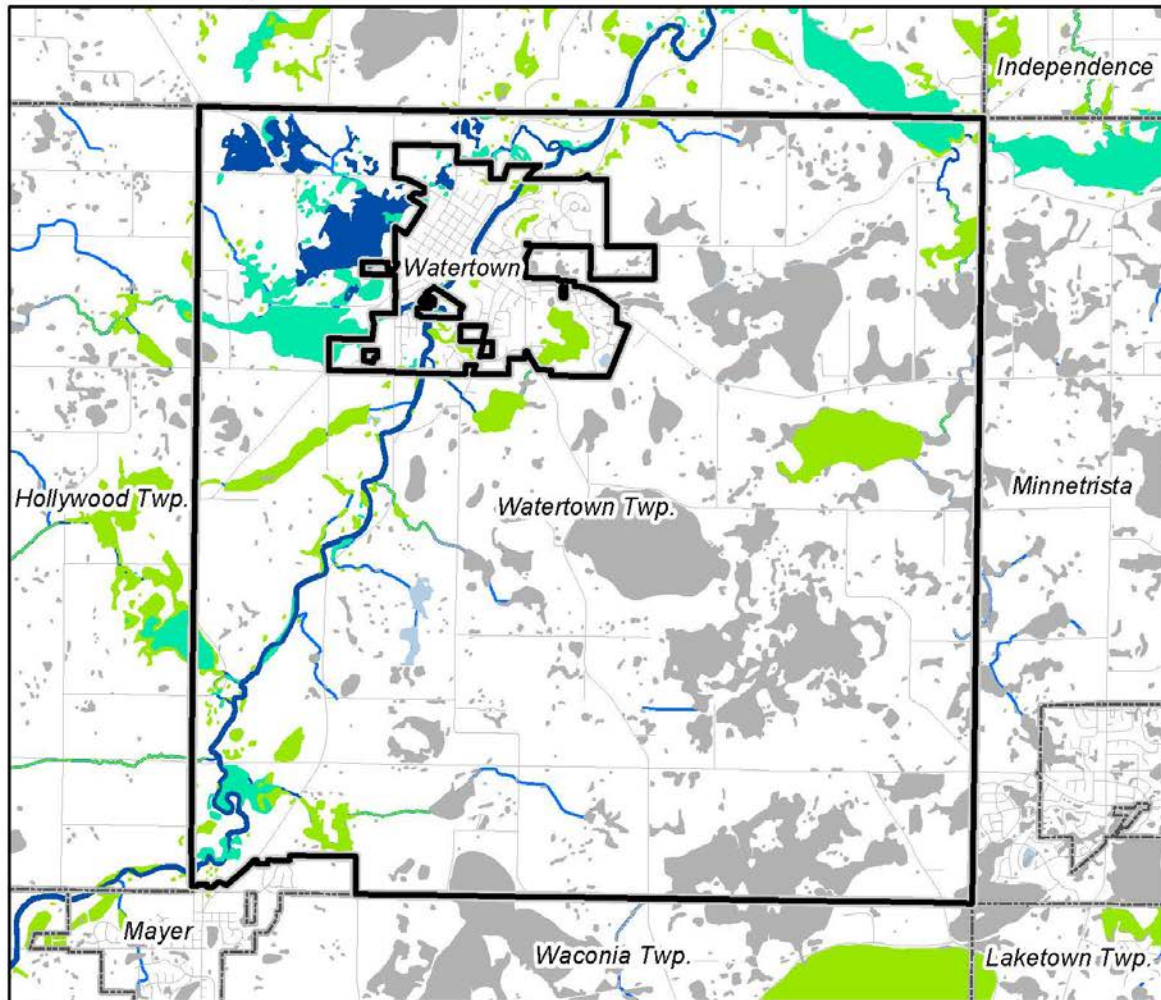 Independence
Watertown
Hollywood Twp.
Watertown Twp.
Minnetrista
Mayer
Waconia Twp.
Laketown Twp.